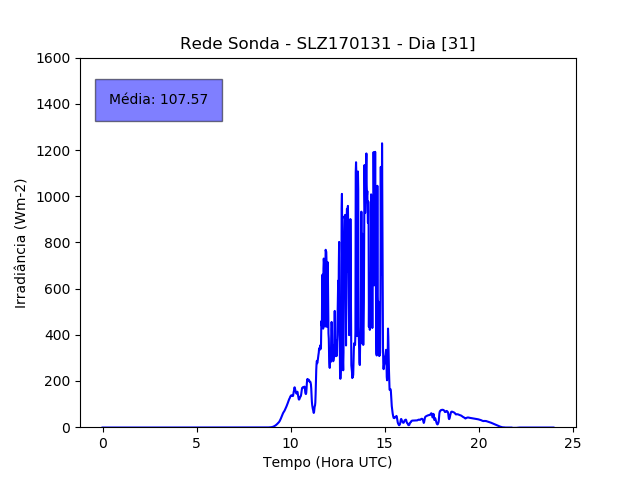 Rede Sonda - SLZ170131 - Dia [31]
1600
1400
1200
1000
800
600
400
200
0
Irradiância (Wm-2)
Média: 107.57
0 5 10 15 20 25
Tempo (Hora UTC)